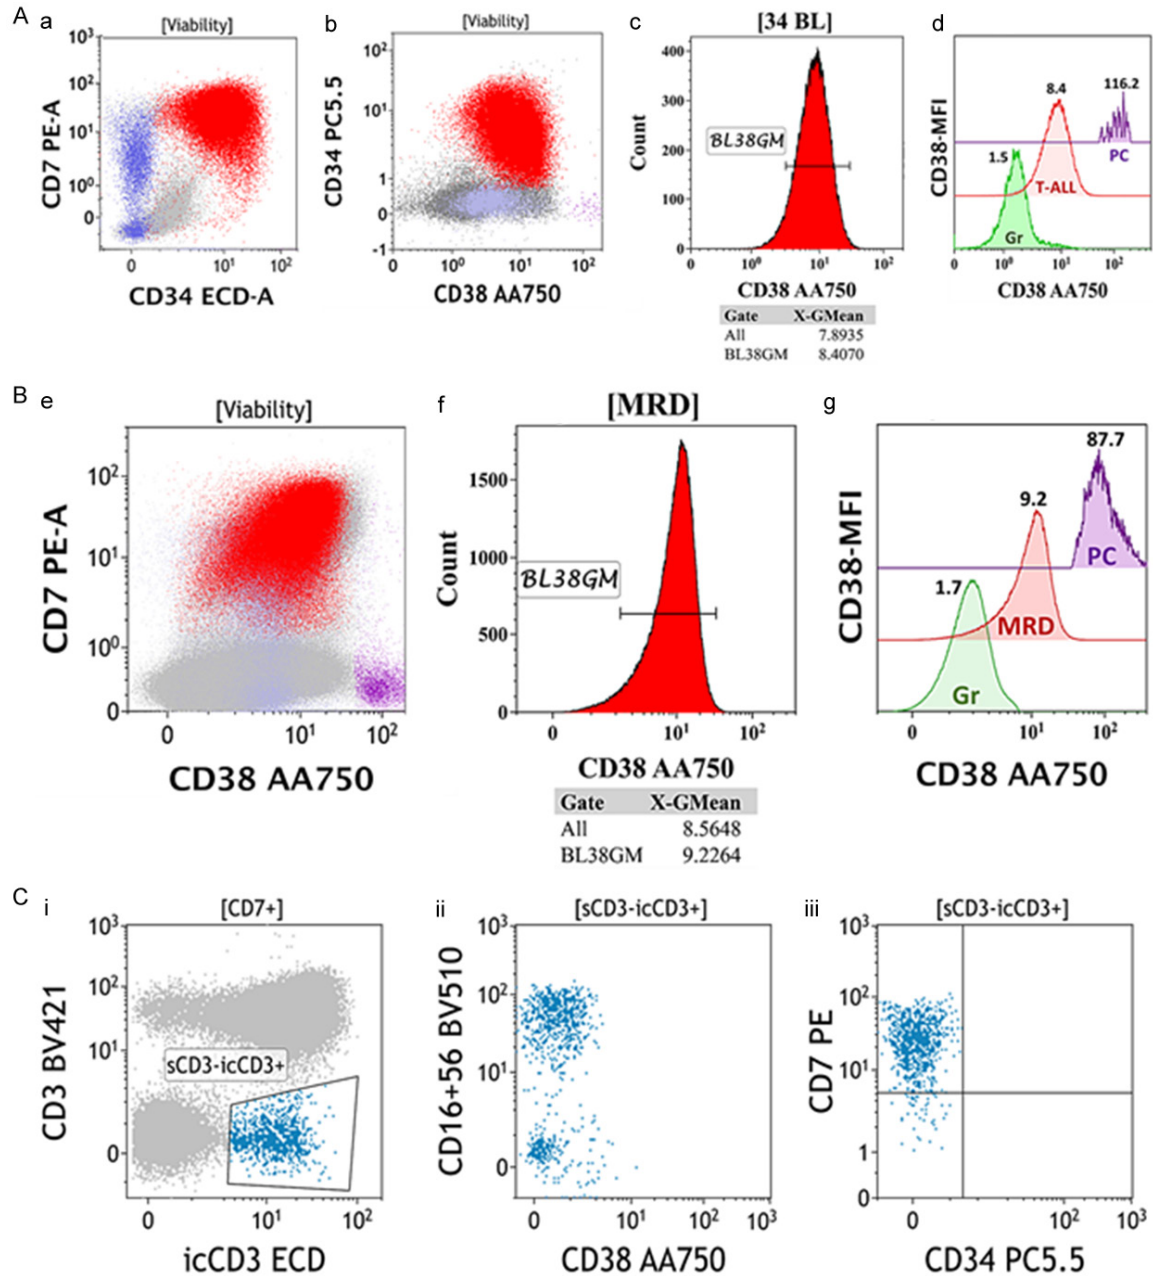 A
a
[Viability]
CD7 PE-A
10³
10²
10¹
10⁰
0
0
10¹
10²
CD34 ECD-A
b
[Viability]
CD34 PC5.5
10²
10¹
1
0
-1
0
10⁰
10¹
10²
CD38 AA750
c
[34 BL]
Count
400
300
200
100
0
BL38GM
0
10⁰
10¹
10²
CD38 AA750
Gate X-GMean
All 7.8935
BL38GM 8.4070
d
CD38-MFI
116.2
8.4
1.5
PC
T-ALL
Gr
0
10⁰
10¹
10²
CD38 AA750
B
e
[Viability]
CD7 PE-A
10²
10¹
10⁰
0
0
10¹
10²
CD38 AA750
f
[MRD]
Count
1500
1000
500
0
BL38GM
0
10¹
10²
CD38 AA750
Gate X-GMean
All 8.5648
BL38GM 9.2264
g
CD38-MFI
87.7
9.2
1.7
PC
MRD
Gr
0
10¹
10²
CD38 AA750
C
i
[CD7+]
CD3 BV421
10³
10²
10¹
0
sCD3-icCD3+
0
10¹
10²
icCD3 ECD
ii
[sCD3-icCD3+]
CD16+56 BV510
10³
10²
10¹
0
0
10¹
10²
10³
CD38 AA750
iii
[sCD3-icCD3+]
CD7 PE
10³
10²
10¹
1
0
0
10²
10³
CD34 PC5.5